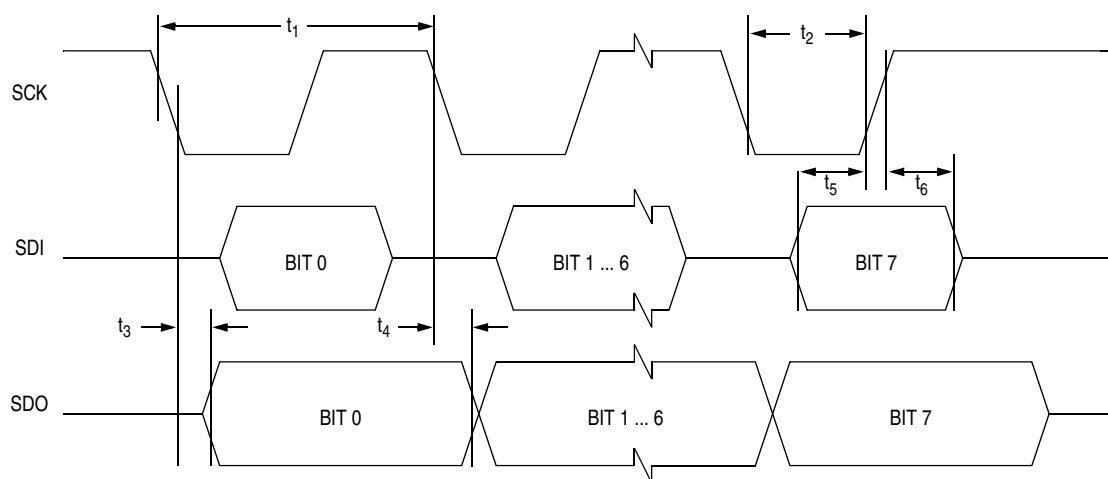 t1
t2
SCK
t5
t6
SDI
BIT 0
BIT 1 ... 6
BIT 7
t3
t4
SDO
BIT 0
BIT 1 ... 6
BIT 7